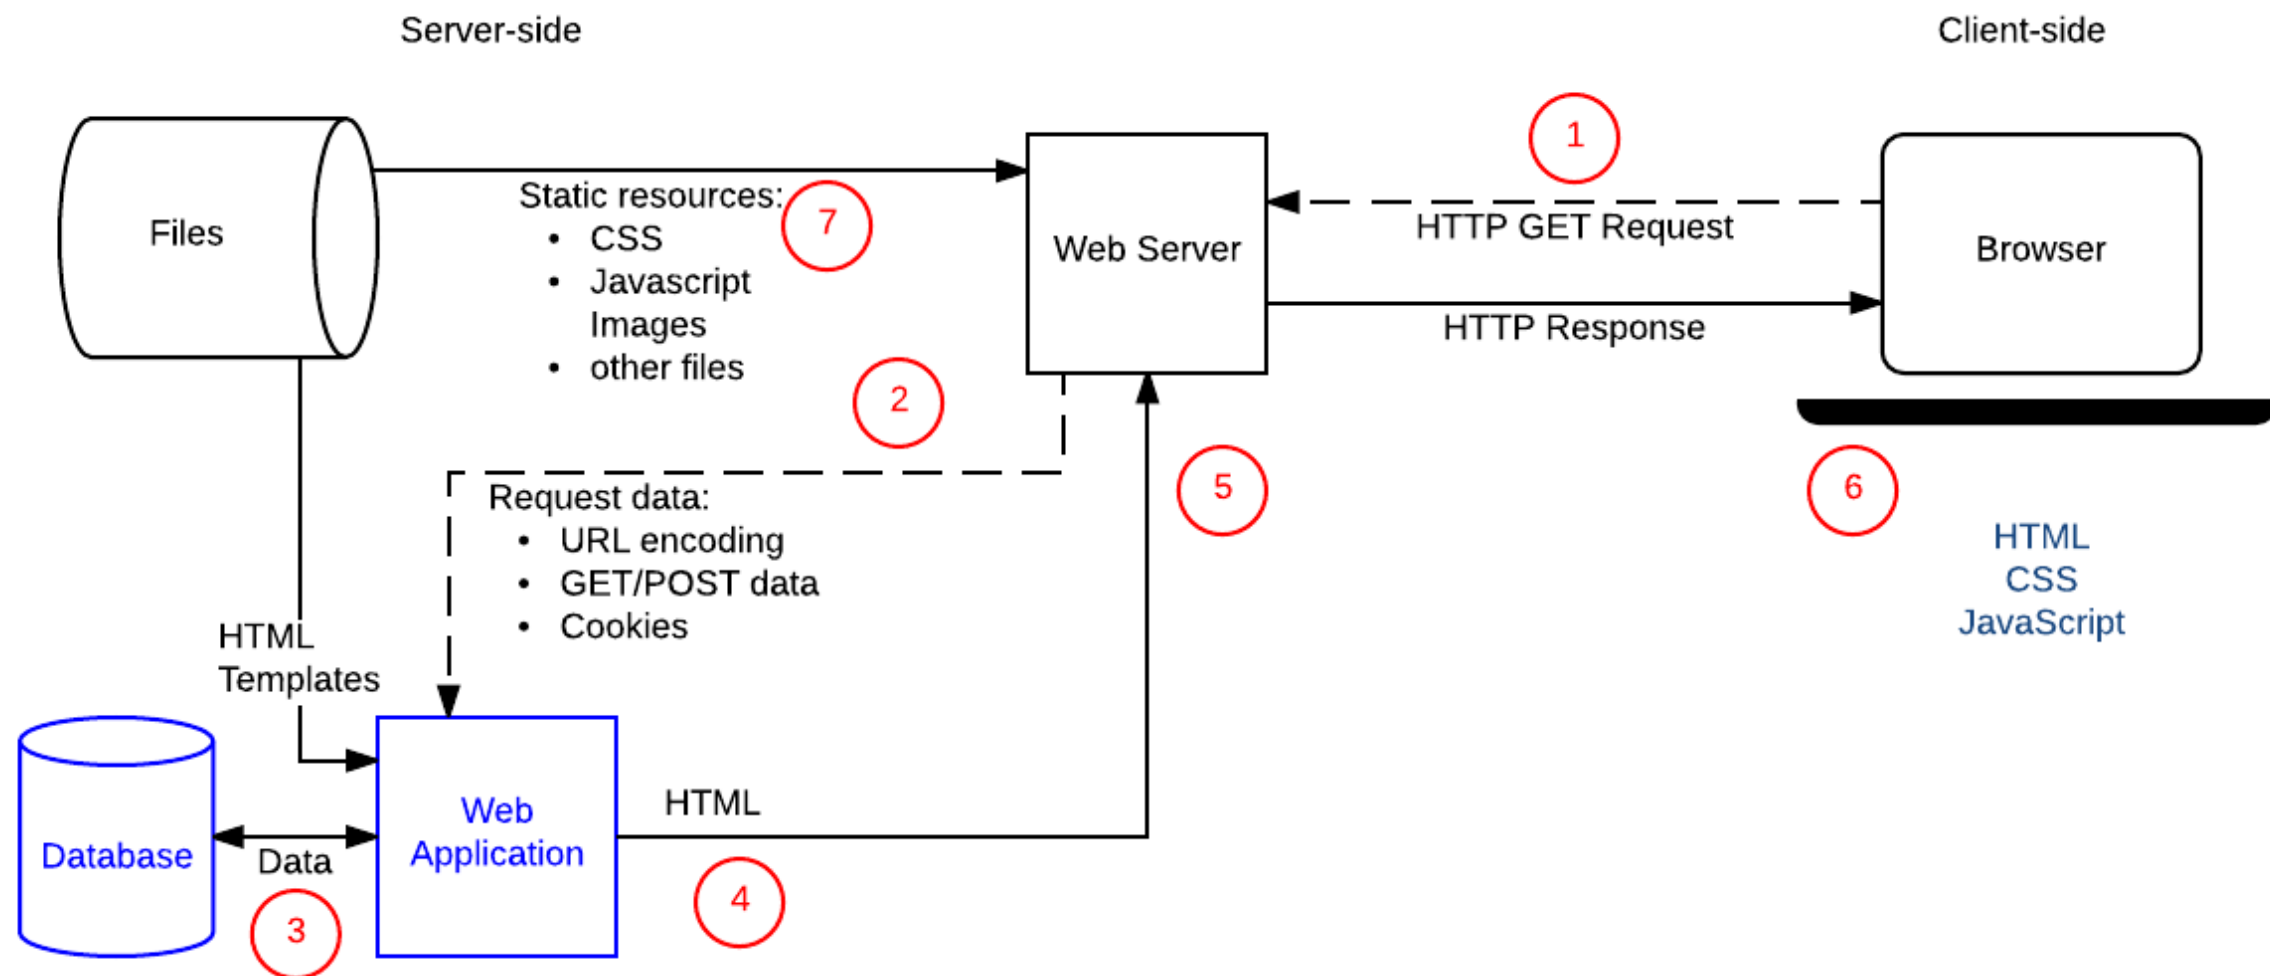 Server-side
Client-side
Files
Static resources:
• CSS
• Javascript
Images
• other files
7
Web Server
1
HTTP GET Request
HTTP Response
Browser
2
Request data:
• URL encoding
• GET/POST data
• Cookies
5
6
HTML
CSS
JavaScript
HTML
Templates
Database
Data
3
Web
Application
HTML
4